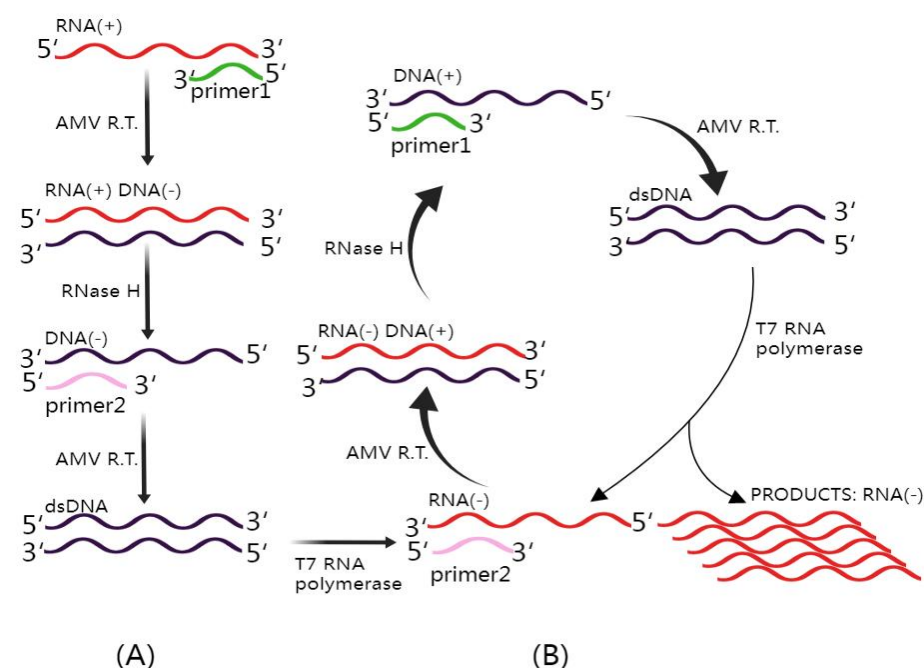 RNA(+)
5' 3'
3' 5'
primer1
AMV R.T.
RNA(+) DNA(-)
5' 3'
3' 5'
RNase H
DNA(-)
3' 5'
5' 3'
primer2
AMV R.T.
dsDNA
5' 3'
3' 5'
T7 RNA
polymerase
RNA(-)
3' 5'
5' 3'
primer2
AMV R.T.
RNA(-) DNA(+)
5' 3'
3' 5'
RNase H
DNA(+)
3' 5'
5' 3'
primer1
AMV R.T.
dsDNA
5' 3'
3' 5'
T7 RNA
polymerase
PRODUCTS: RNA(-)
(A)
(B)